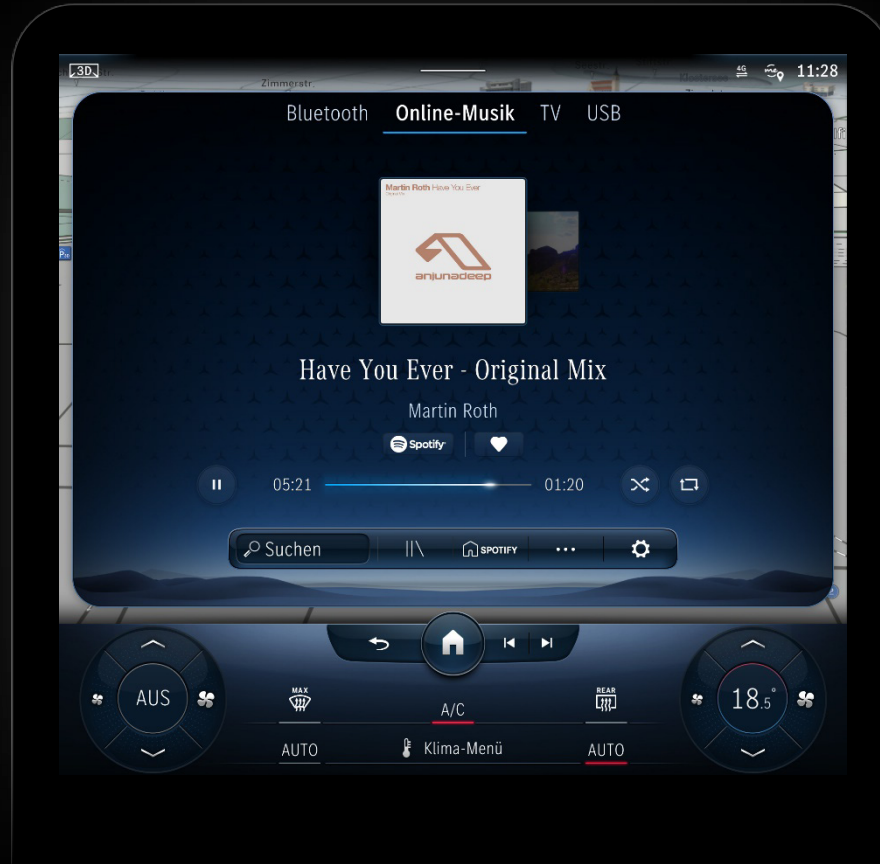 3D
Zimmerstr.
4G
me
11:28
Bluetooth Online-Musik TV USB
Martin Roth Have You Ever
anjunadeep
Have You Ever - Original Mix
Martin Roth
Spotify
05:21 01:20
Suchen SPOTIFY
AUS
MAX
A/C
REAR
18.5°
AUTO Klima-Menü AUTO